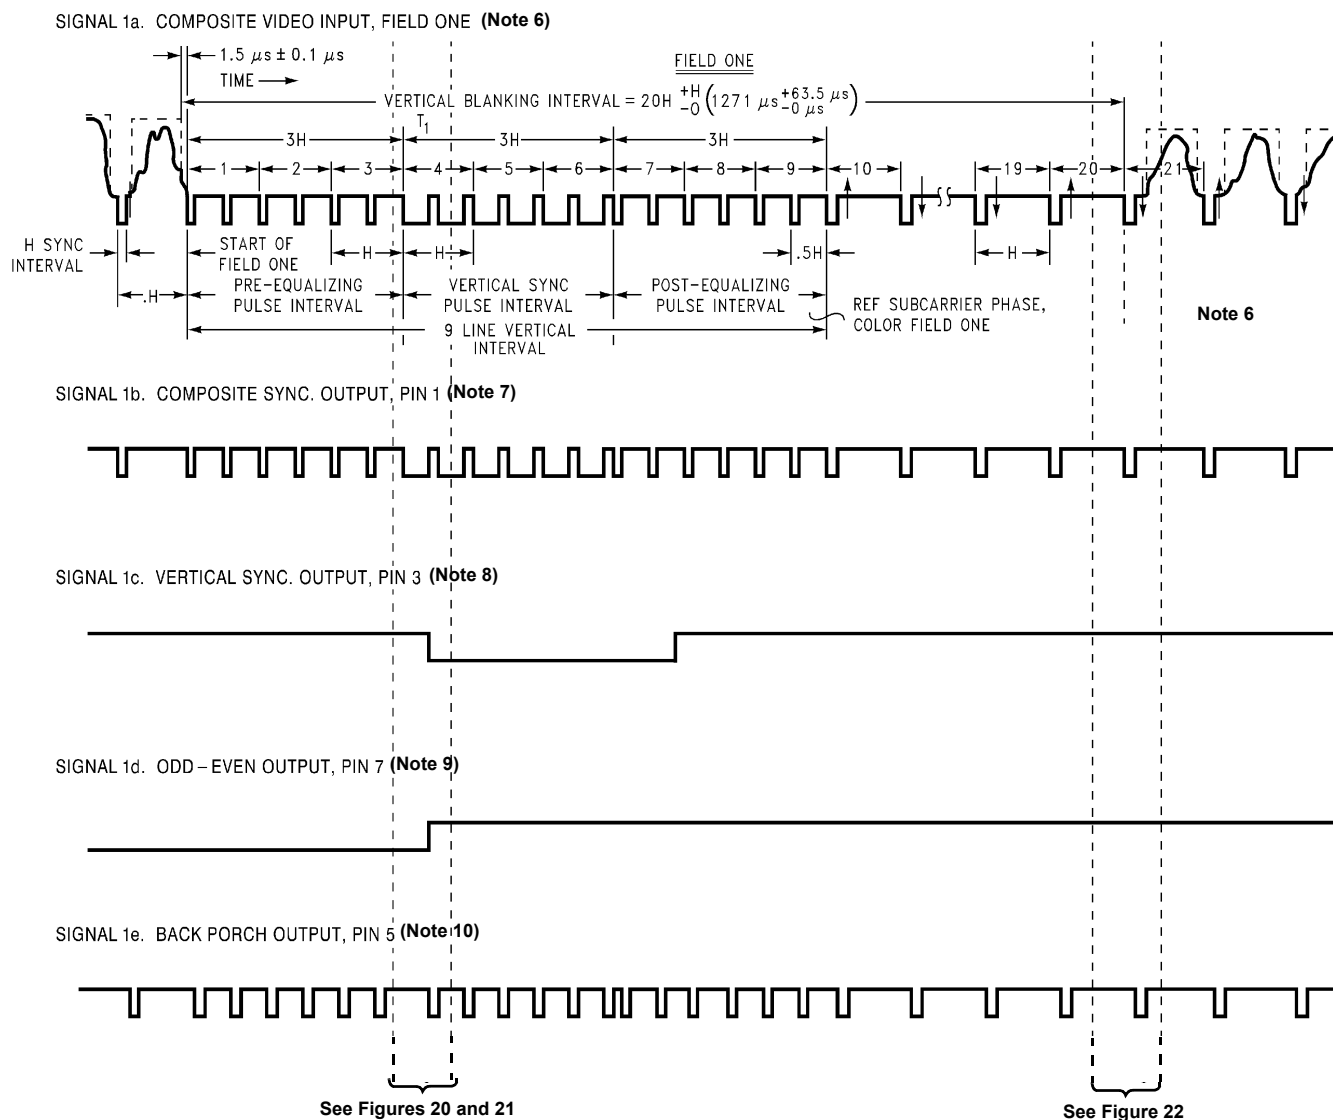 SIGNAL 1a. COMPOSITE VIDEO INPUT, FIELD ONE (Note 6)
1.5 μs ± 0.1 μs
TIME
FIELD ONE
VERTICAL BLANKING INTERVAL = 20H +H -0 (1271 μs +63.5 μs -0 μs)
T1
3H 3H 3H
1 2 3 4 5 6 7 8 9 10 19 20 21
H SYNC INTERVAL
START OF FIELD ONE
H H .5H H
.H
PRE-EQUALIZING PULSE INTERVAL
VERTICAL SYNC PULSE INTERVAL
POST-EQUALIZING PULSE INTERVAL
REF SUBCARRIER PHASE, COLOR FIELD ONE
Note 6
9 LINE VERTICAL INTERVAL
SIGNAL 1b. COMPOSITE SYNC. OUTPUT, PIN 1 (Note 7)
SIGNAL 1c. VERTICAL SYNC. OUTPUT, PIN 3 (Note 8)
SIGNAL 1d. ODD – EVEN OUTPUT, PIN 7 (Note 9)
SIGNAL 1e. BACK PORCH OUTPUT, PIN 5 (Note 10)
See Figures 20 and 21
See Figure 22